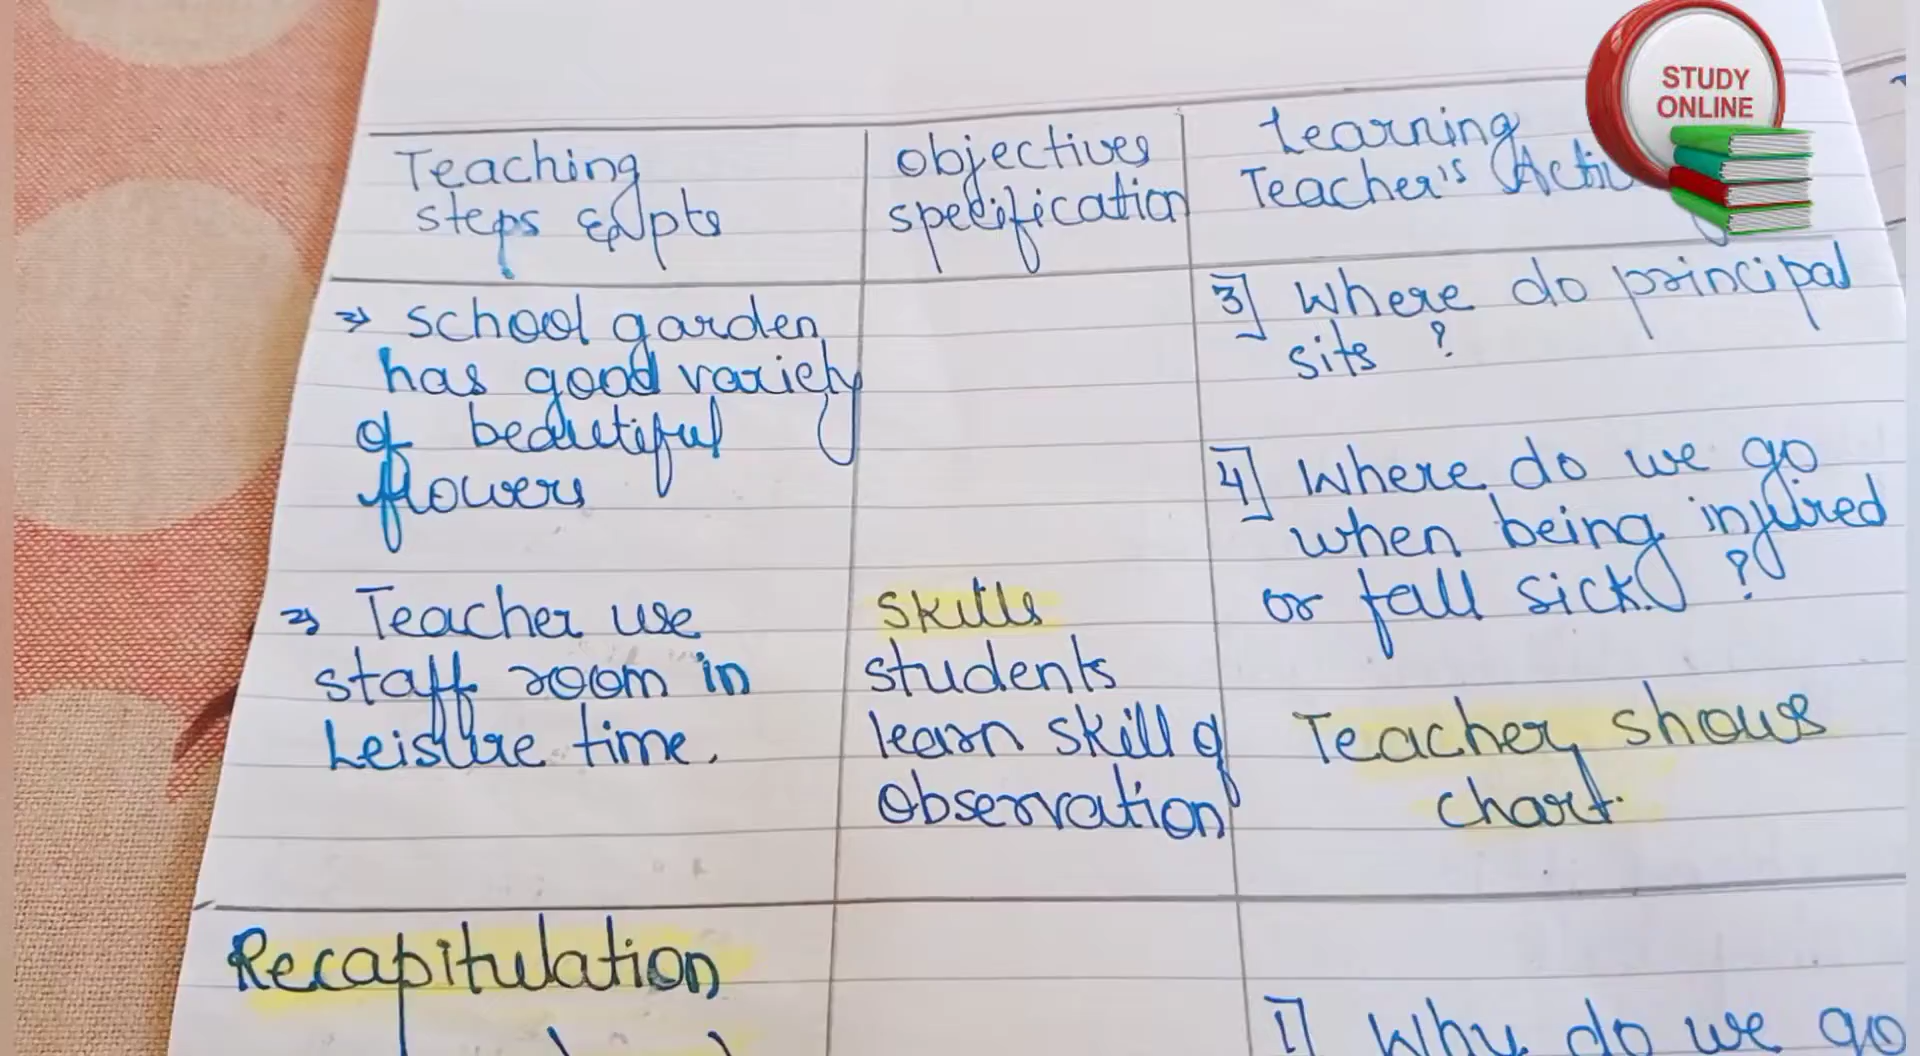 STUDY
ONLINE
Teaching
steps & pts
objectives
specification
Learning
Teacher's
→ School garden
has good variety
of beautiful
flowers
→ Teacher use
staff room in
Leisure time.
Skills
students
learn skill of
Observation
3] Where do principal
sits ?
4] Where do we go
when being injured
or fall sick. ?
Teacher shows
chart.
Recapitulation
1] Why do we go